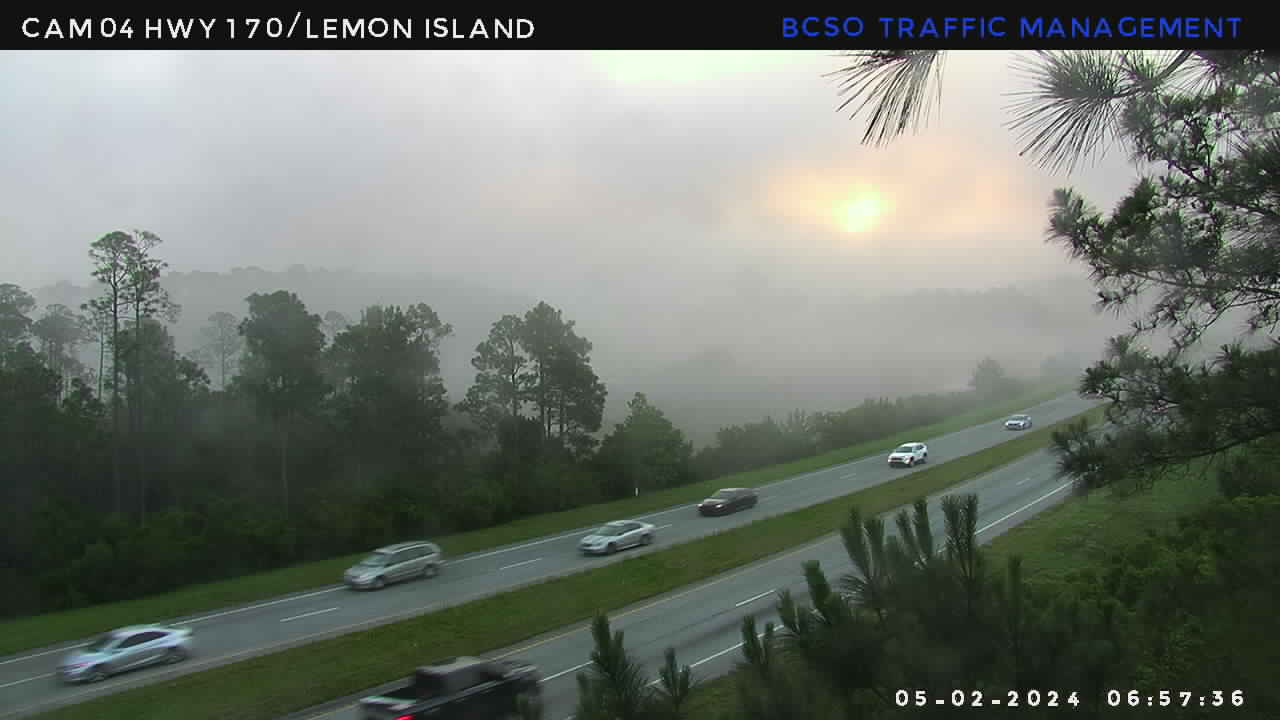 CAM 04 HWY 170/LEMON ISLAND
BCSO TRAFFIC MANAGEMENT
05-02-2024 06:57:36